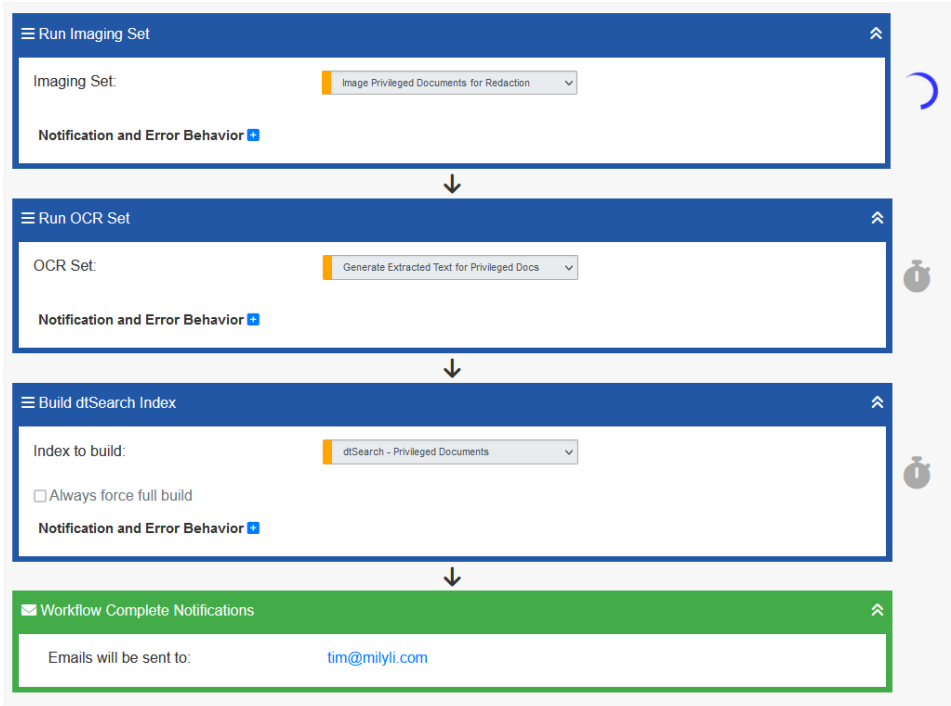 Run Imaging Set
Imaging Set:
Image Privileged Documents for Redaction
Notification and Error Behavior
Run OCR Set
OCR Set:
Generate Extracted Text for Privileged Docs
Notification and Error Behavior
Build dtSearch Index
Index to build:
dtSearch - Privileged Documents
Always force full build
Notification and Error Behavior
Workflow Complete Notifications
Emails will be sent to:
tim@milyli.com